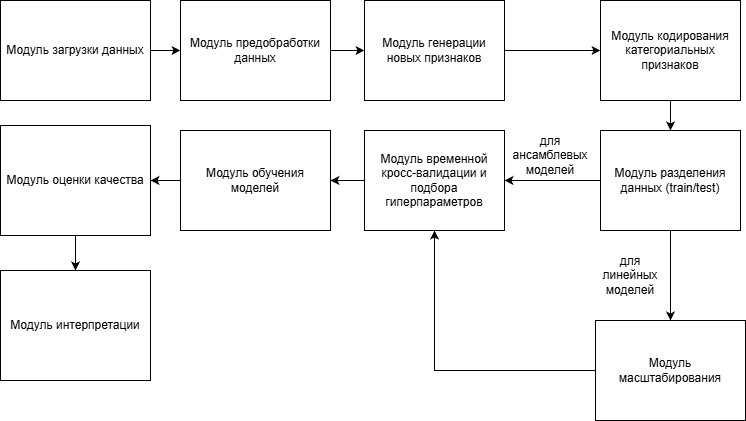 Модуль загрузки данных
Модуль предобработки
данных
Модуль генерации
новых признаков
Модуль кодирования
категориальных
признаков
Модуль оценки качества
Модуль обучения
моделей
Модуль временной
кросс-валидации и
подбора
гиперпараметров
для
ансамблевых
моделей
Модуль разделения
данных (train/test)
для
линейных
моделей
Модуль интерпретации
Модуль
масштабирования